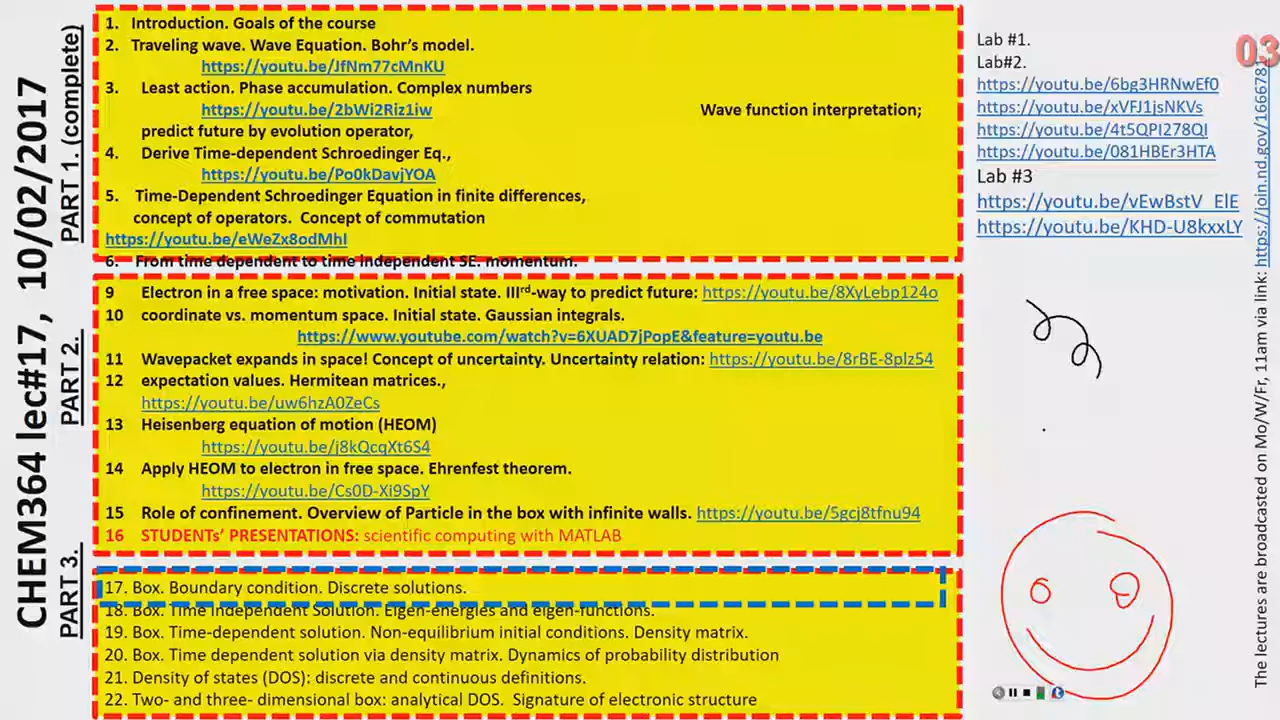 CHEM364 lec#17, 10/02/2017
PART 1. (complete)
1. Introduction. Goals of the course
2. Traveling wave. Wave Equation. Bohr's model.
https://youtu.be/JfNm77cMnKU
3. Least action. Phase accumulation. Complex numbers
https://youtu.be/2bWi2Riz1iw Wave function interpretation;
predict future by evolution operator,
4. Derive Time-dependent Schroedinger Eq.,
https://youtu.be/Po0kDavjYOA
5. Time-Dependent Schroedinger Equation in finite differences,
concept of operators. Concept of commutation
https://youtu.be/eWeZx8odMhI
6. From time dependent to time independent SE. momentum.
PART 2.
9 Electron in a free space: motivation. Initial state. IIIrd-way to predict future: https://youtu.be/8XyLebp124o
10 coordinate vs. momentum space. Initial state. Gaussian integrals.
https://www.youtube.com/watch?v=6XUAD7jPopE&feature=youtu.be
11 Wavepacket expands in space! Concept of uncertainty. Uncertainty relation: https://youtu.be/8rBE-8plz54
12 expectation values. Hermitean matrices.,
https://youtu.be/uw6hzA0ZeCs
13 Heisenberg equation of motion (HEOM)
https://youtu.be/j8kQcqXt6S4
14 Apply HEOM to electron in free space. Ehrenfest theorem.
https://youtu.be/Cs0D-Xi9SpY
15 Role of confinement. Overview of Particle in the box with infinite walls. https://youtu.be/5gcj8tfnu94
16 STUDENTS' PRESENTATIONS: scientific computing with MATLAB
PART 3.
17. Box. Boundary condition. Discrete solutions.
18. Box. Time Independent Solution. Eigen-energies and eigen-functions.
19. Box. Time-dependent solution. Non-equilibrium initial conditions. Density matrix.
20. Box. Time dependent solution via density matrix. Dynamics of probability distribution
21. Density of states (DOS): discrete and continuous definitions.
22. Two- and three- dimensional box: analytical DOS. Signature of electronic structure
Lab #1.
Lab#2.
https://youtu.be/6bg3HRNwEf0
https://youtu.be/xVFJ1jsNKVs
https://youtu.be/4t5QPI278QI
https://youtu.be/081HBEr3HTA
Lab #3
https://youtu.be/vEwBstV_ElE
https://youtu.be/KHD-U8kxxLY
03
The lectures are broadcasted on Mo/W/Fr, 11am via link: https://join.nd.gov/166678